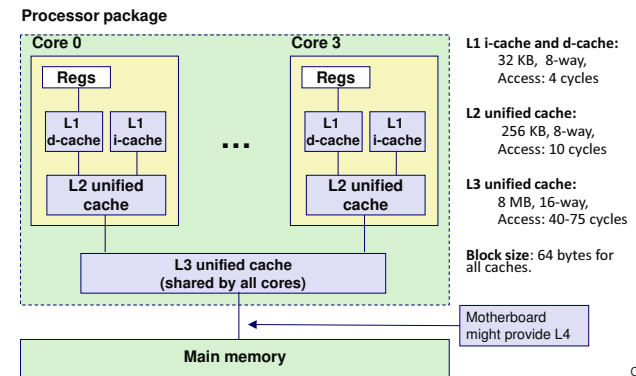 Processor package
Core 0
Regs
L1
d-cache
L1
i-cache
L2 unified
cache
...
Core 3
Regs
L1
d-cache
L1
i-cache
L2 unified
cache
L3 unified cache
(shared by all cores)
Main memory
L1 i-cache and d-cache:
32 KB, 8-way,
Access: 4 cycles
L2 unified cache:
256 KB, 8-way,
Access: 10 cycles
L3 unified cache:
8 MB, 16-way,
Access: 40-75 cycles
Block size: 64 bytes for
all caches.
Motherboard
might provide L4